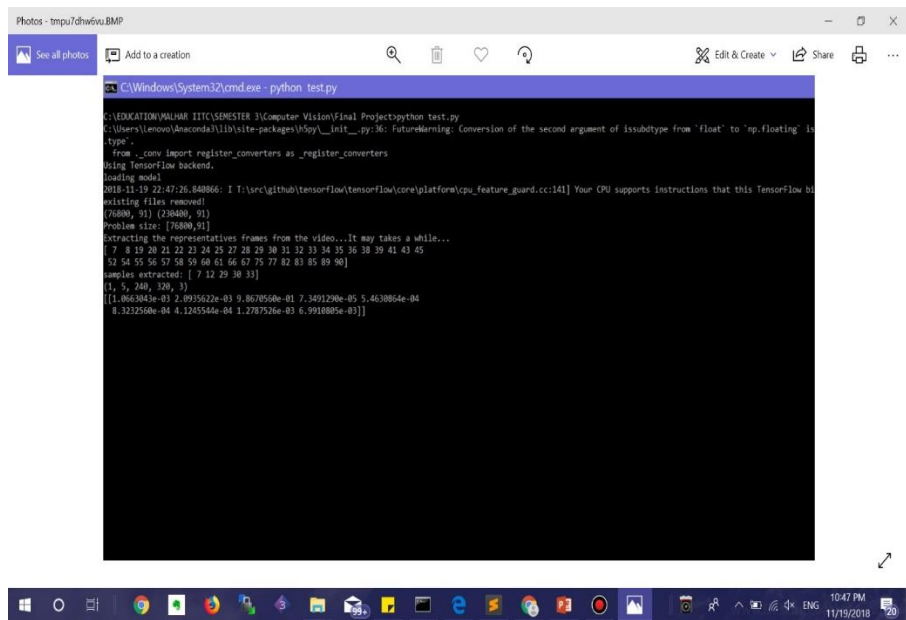 Photos - tmpu7dhw6vu.BMP
See all photos
Add to a creation
Edit & Create
Share
C:\Windows\System32\cmd.exe - python test.py
C:\EDUCATION\MALHAR IITC\SEMESTER 3\Computer Vision\Final Project>python test.py
C:\Users\Lenovo\Anaconda3\lib\site-packages\h5py\__init__.py:36: FutureWarning: Conversion of the second argument of issubdtype from `float` to `np.floating` is
.type`.
from ._conv import register_converters as _register_converters
Using TensorFlow backend.
loading model
2018-11-19 22:47:26.840866: I T:\src\github\tensorflow\tensorflow\core\platform\cpu_feature_guard.cc:141] Your CPU supports instructions that this TensorFlow bi
existing files removed!
(76800, 91) (230400, 91)
Problem size: [76800,91]
Extracting the representatives frames from the video...It may takes a while...
[ 7 8 19 20 21 22 23 24 25 27 28 29 30 31 32 33 34 35 36 38 39 41 43 45
52 54 55 56 57 58 59 60 61 66 67 75 77 82 83 85 89 90]
samples extracted: [ 7 12 29 30 33]
(1, 5, 240, 320, 3)
[[1.0663043e-03 2.0935622e-03 9.8670560e-01 7.3491290e-05 5.4630864e-04
8.3232560e-04 4.1245544e-04 1.2787526e-03 6.9910805e-03]]
99+
ENG
10:47 PM
11/19/2018
20